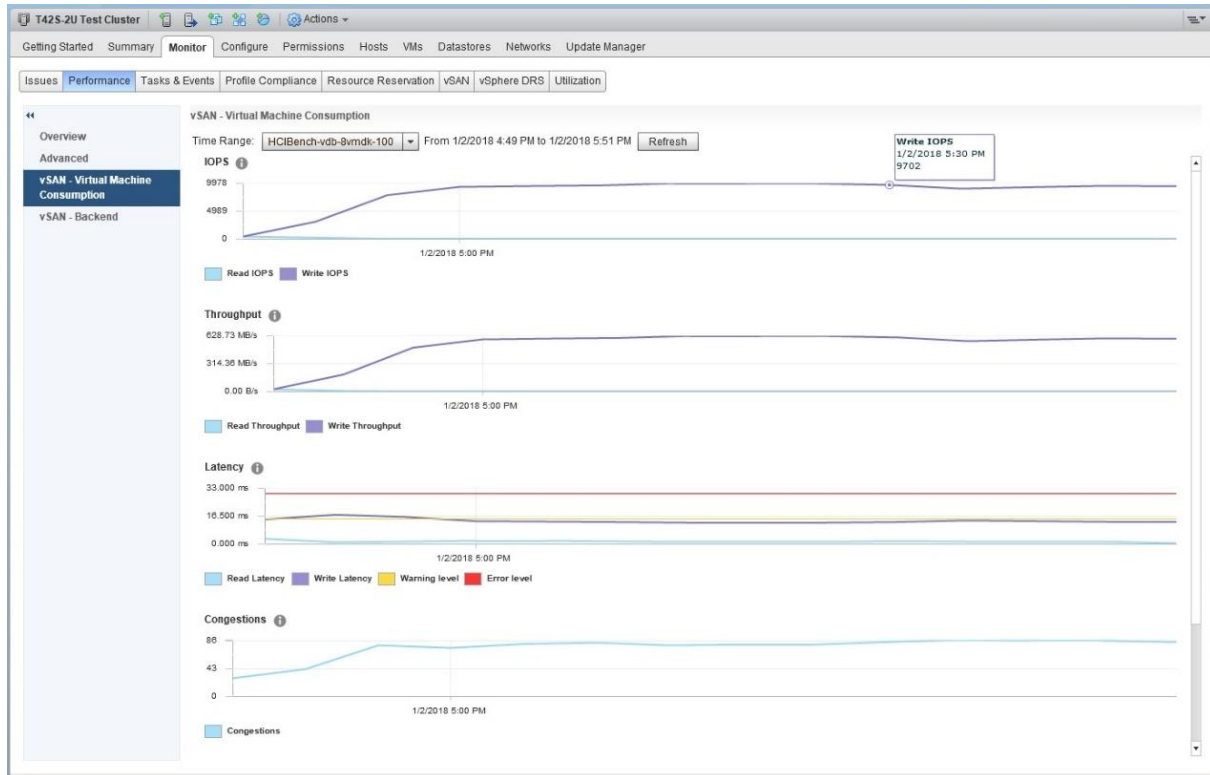 T42S-2U Test Cluster Actions
Getting Started Summary Monitor Configure Permissions Hosts VMs Datastores Networks Update Manager
Issues Performance Tasks & Events Profile Compliance Resource Reservation vSAN vSphere DRS Utilization
Overview
Advanced
vSAN - Virtual Machine
Consumption
vSAN - Backend
vSAN - Virtual Machine Consumption
Time Range: HCIBench-vdb-8vmdk-100 From 1/2/2018 4:49 PM to 1/2/2018 5:51 PM Refresh
Write IOPS
1/2/2018 5:30 PM
9702
IOPS
9978
4989
0
1/2/2018 5:00 PM
Read IOPS Write IOPS
Throughput
628.73 MB/s
314.36 MB/s
0.00 B/s
1/2/2018 5:00 PM
Read Throughput Write Throughput
Latency
33.000 ms
16.500 ms
0.000 ms
1/2/2018 5:00 PM
Read Latency Write Latency Warning level Error level
Congestions
86
43
0
1/2/2018 5:00 PM
Congestions